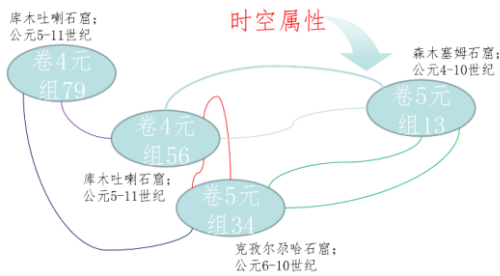 库木吐喇石窟；
公元5-11世纪
时空属性
森木塞姆石窟；
公元4-10世纪
卷4元
组79
卷5元
组13
卷4元
组56
库木吐喇石窟；
公元5-11世纪
卷5元
组34
克孜尔尕哈石窟；
公元6-10世纪